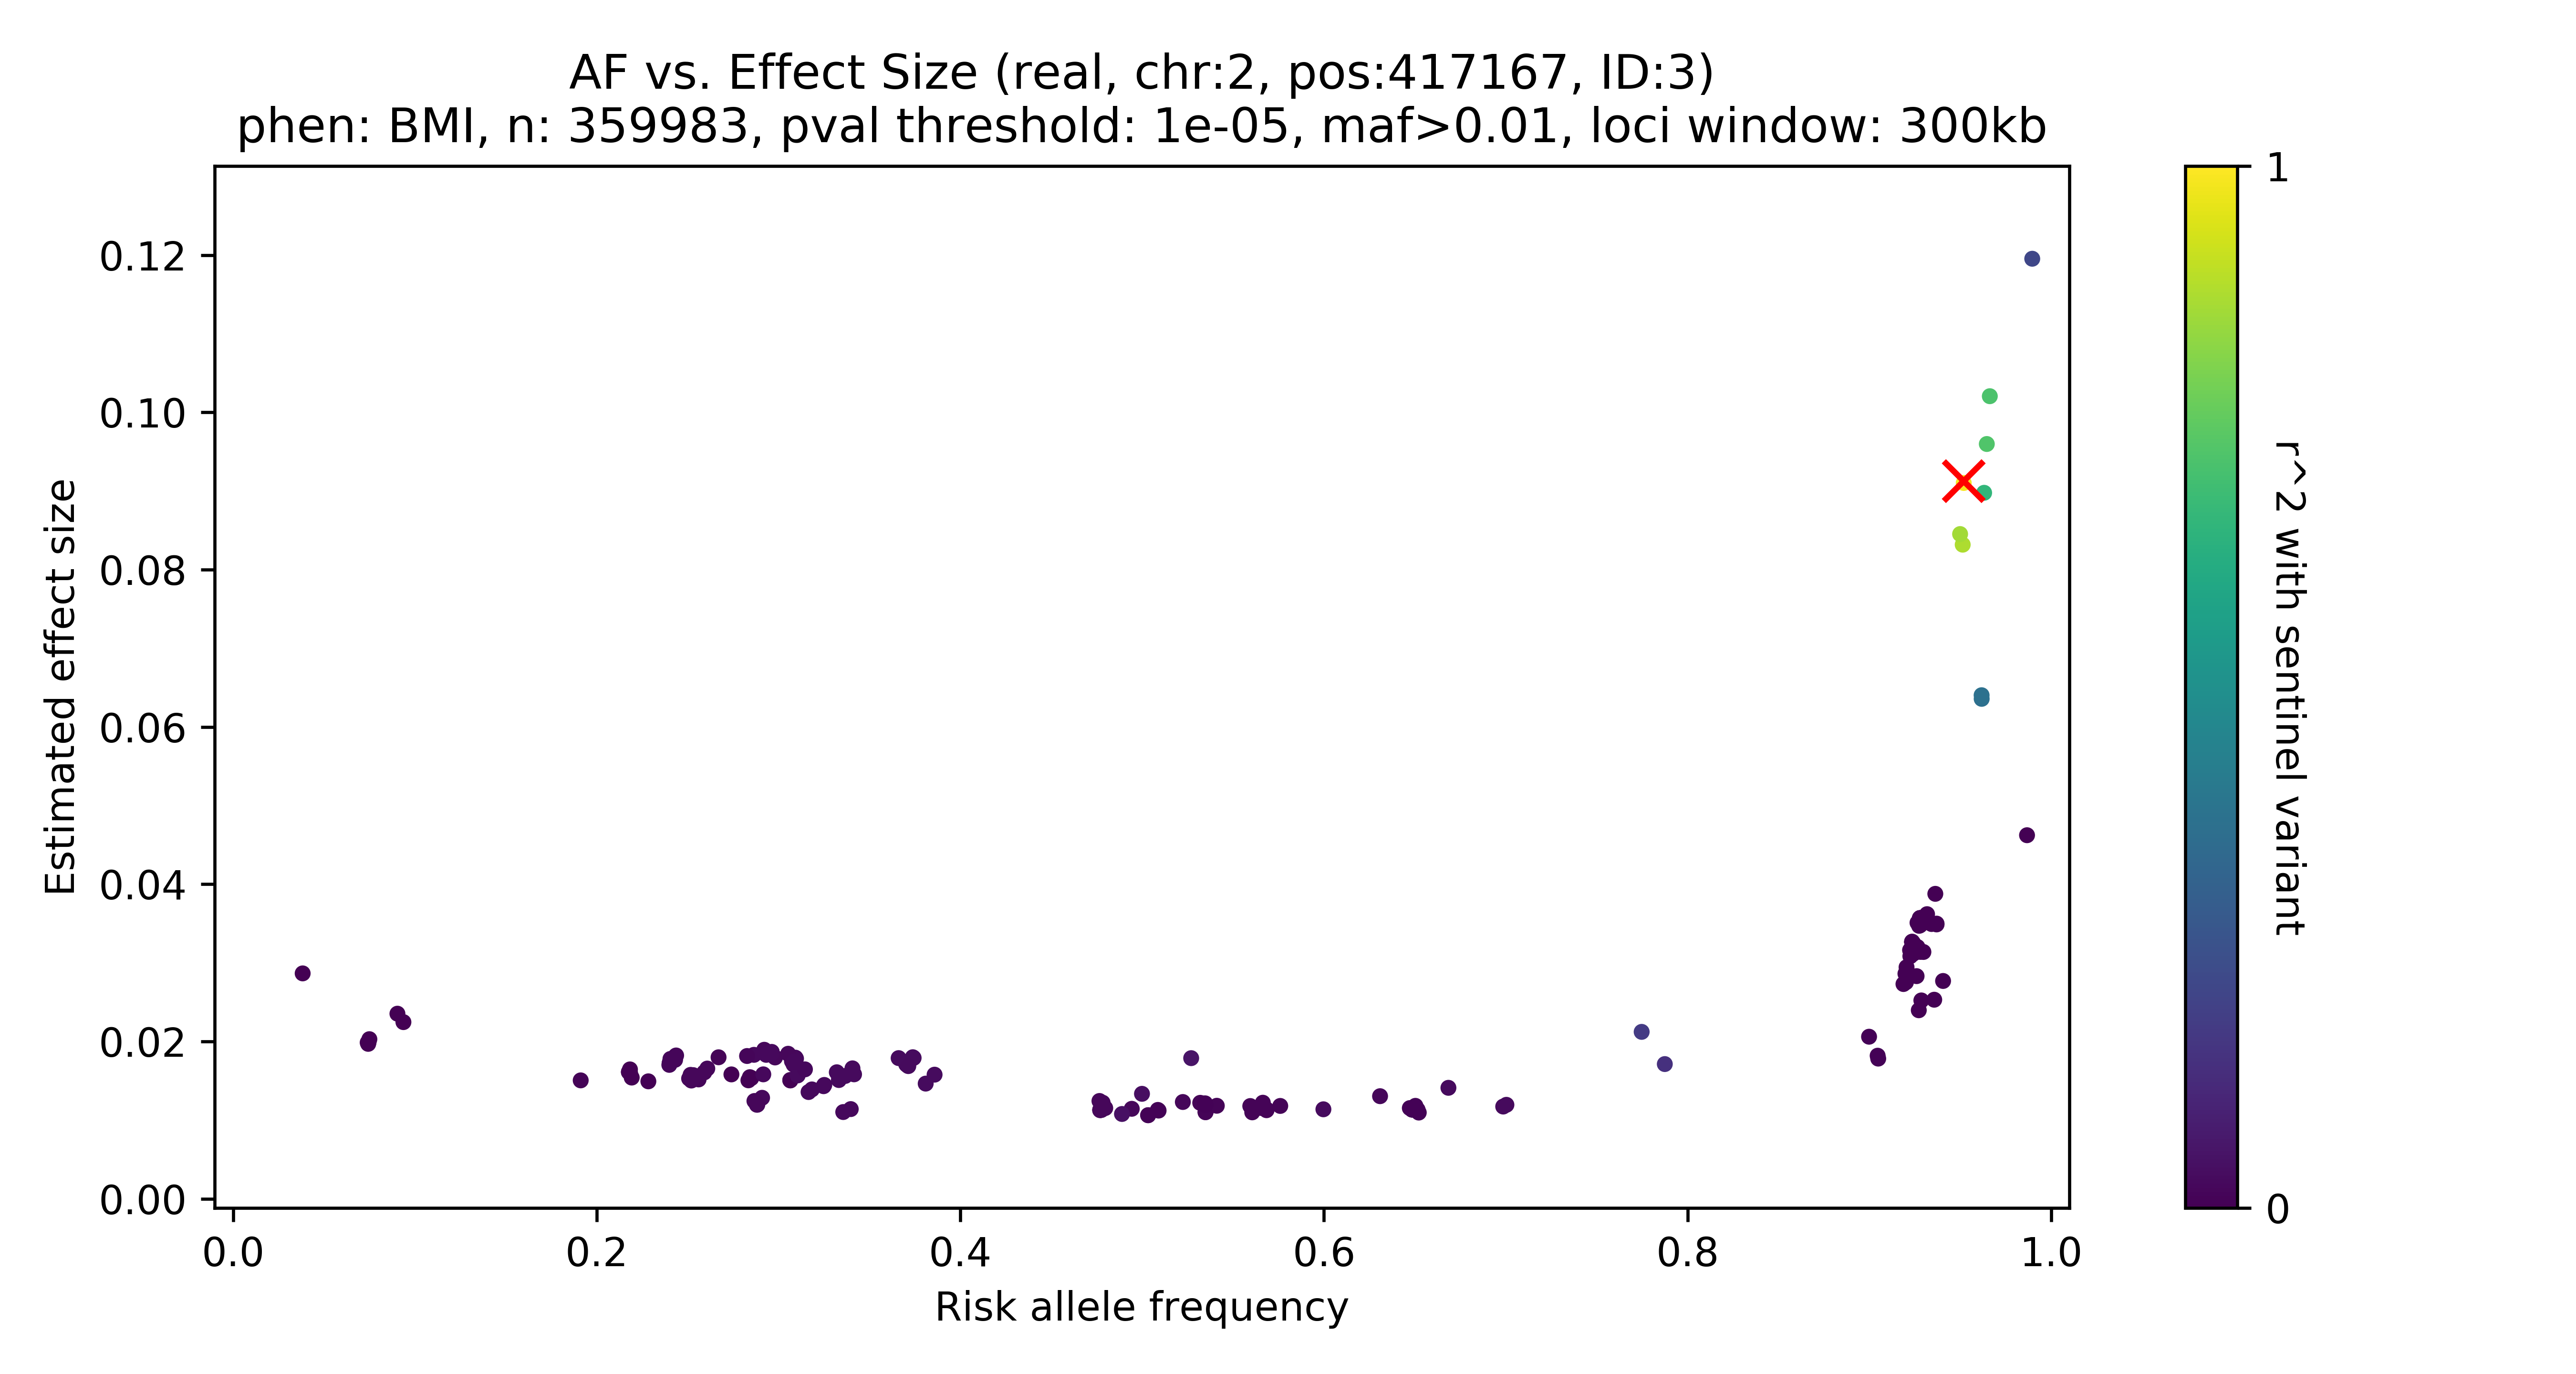 AF vs. Effect Size (real, chr:2, pos:417167, ID:3)
phen: BMI, n: 359983, pval threshold: 1e-05, maf>0.01, loci window: 300kb
Estimated effect size
0.12
0.10
0.08
0.06
0.04
0.02
0.00
0.0 0.2 0.4 0.6 0.8 1.0
Risk allele frequency
1
r^2 with sentinel variant
0